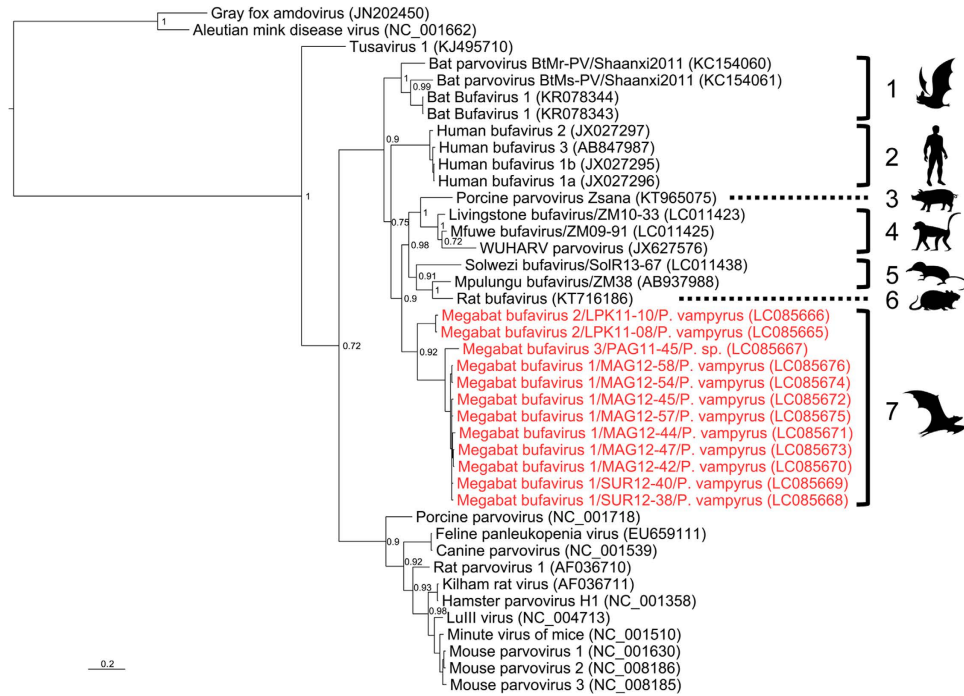 Gray fox amdovirus (JN202450)
1
Aleutian mink disease virus (NC_001662)
Tusavirus 1 (KJ495710)
Bat parvovirus BtMr-PV/Shaanxi2011 (KC154060)
1
Bat parvovirus BtMs-PV/Shaanxi2011 (KC154061)
0.99
1
Bat Bufavirus 1 (KR078344)
Bat Bufavirus 1 (KR078343)
Human bufavirus 2 (JX027297)
0.9
Human bufavirus 3 (AB847987)
2
Human bufavirus 1b (JX027295)
Human bufavirus 1a (JX027296)
1
Porcine parvovirus Zsana (KT965075)
3
Livingstone bufavirus/ZM10-33 (LC011423)
0.75
1
Mfuwe bufavirus/ZM09-91 (LC011425)
4
0.98
0.72
WUHARV parvovirus (JX627576)
Solwezi bufavirus/SolR13-67 (LC011438)
0.91
5
Mpulungu bufavirus/ZM38 (AB937988)
1
0.9
Rat bufavirus (KT716186)
6
Megabat bufavirus 2/LPK11-10/P. vampyrus (LC085666)
Megabat bufavirus 2/LPK11-08/P. vampyrus (LC085665)
0.72
0.92
Megabat bufavirus 3/PAG11-45/P. sp. (LC085667)
Megabat bufavirus 1/MAG12-58/P. vampyrus (LC085676)
Megabat bufavirus 1/MAG12-54/P. vampyrus (LC085674)
Megabat bufavirus 1/MAG12-45/P. vampyrus (LC085672)
7
Megabat bufavirus 1/MAG12-57/P. vampyrus (LC085675)
Megabat bufavirus 1/MAG12-44/P. vampyrus (LC085671)
Megabat bufavirus 1/MAG12-47/P. vampyrus (LC085673)
Megabat bufavirus 1/MAG12-42/P. vampyrus (LC085670)
Megabat bufavirus 1/SUR12-40/P. vampyrus (LC085669)
Megabat bufavirus 1/SUR12-38/P. vampyrus (LC085668)
Porcine parvovirus (NC_001718)
Feline panleukopenia virus (EU659111)
0.9
Canine parvovirus (NC_001539)
0.92
Rat parvovirus 1 (AF036710)
0.93
Kilham rat virus (AF036711)
Hamster parvovirus H1 (NC_001358)
0.98
LuIII virus (NC_004713)
Minute virus of mice (NC_001510)
Mouse parvovirus 1 (NC_001630)
Mouse parvovirus 2 (NC_008186)
Mouse parvovirus 3 (NC_008185)
0.2